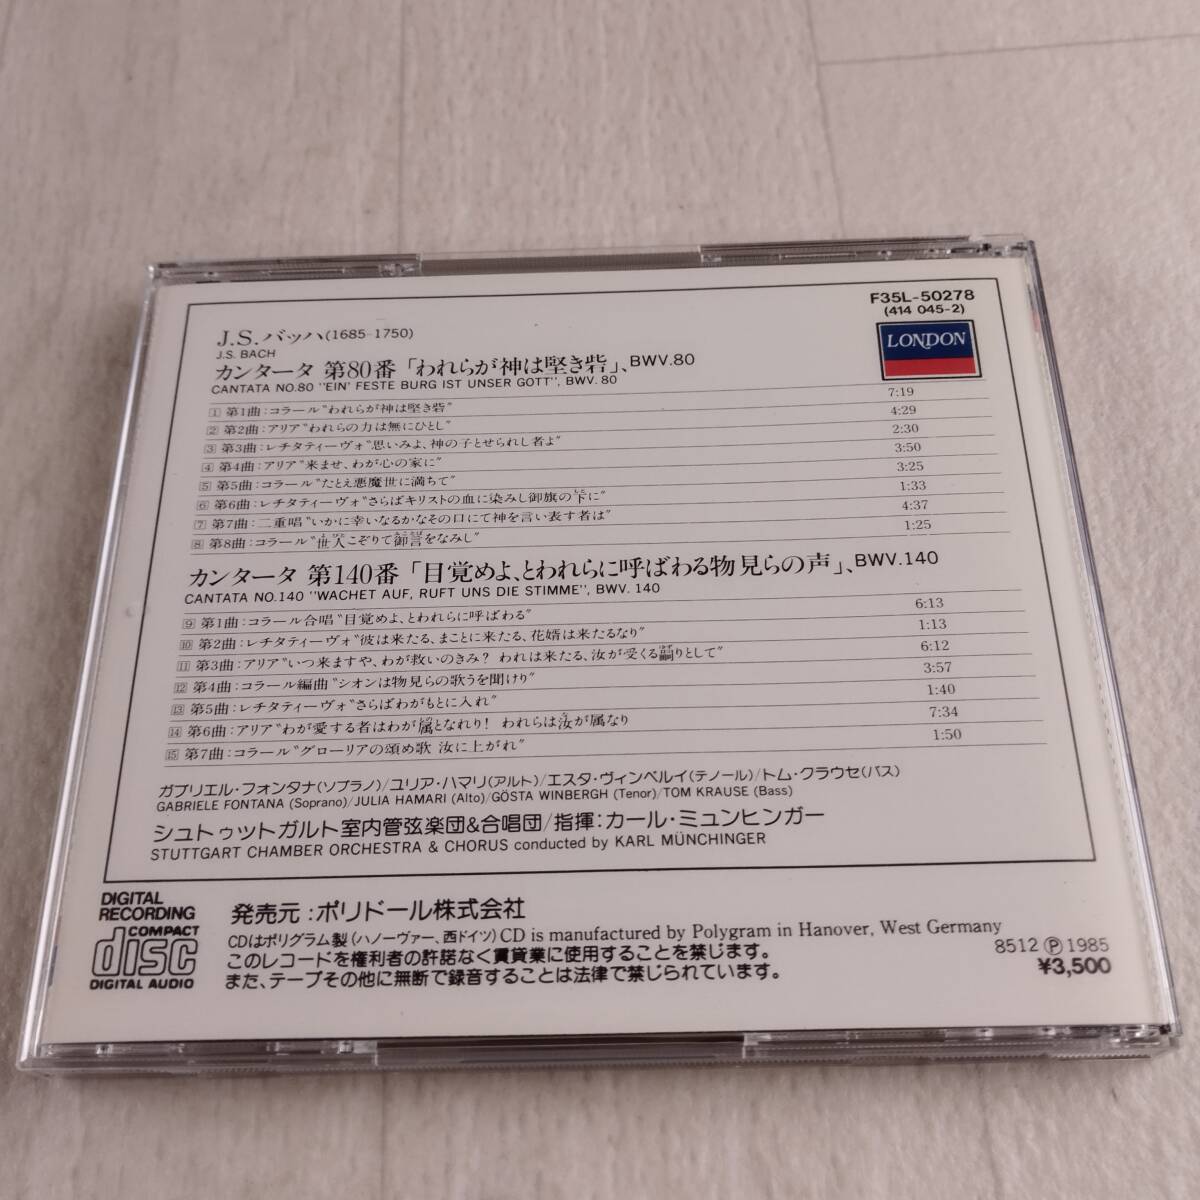 F35L-50278
(414 045-2)
LONDON
J.S.バッハ(1685-1750)
J.S. BACH
カンタータ 第80番「われらが神は堅き砦」、BWV.80
CANTATA NO.80 "EIN' FESTE BURG IST UNSER GOTT", BWV. 80
1 第1曲:コラール"われらが神は堅き砦" 7:19
2 第2曲:アリア"われらの力は無にひとし" 4:29
3 第3曲:レチタティーヴォ"思いみよ、神の子とせられし者よ" 2:30
4 第4曲:アリア"来ませ、わが心の家に" 3:50
5 第5曲:コラール"たとえ悪魔世に満ちて" 3:25
6 第6曲:レチタティーヴォ"さらばキリストの血に染みし御旗の下に" 1:33
7 第7曲:二重唱"いかに幸いなるかなその口にて神を言い表す者は" 4:37
8 第8曲:コラール"世人こぞりて御言をなみし" 1:25
カンタータ 第140番「目覚めよ、とわれらに呼ばわる物見らの声」、BWV.140
CANTATA NO.140 "WACHET AUF, RUFT UNS DIE STIMME", BWV. 140
9 第1曲:コラール合唱"目覚めよ、とわれらに呼ばわる" 6:13
10 第2曲:レチタティーヴォ"彼は来たる、まことに来たる、花婿は来たるなり" 1:13
11 第3曲:アリア"いつ来ますや、わが救いのきみ? われは来たる、汝が受くる嗣りとして" 6:12
12 第4曲:コラール編曲"シオンは物見らの歌うを聞けり" 3:57
13 第5曲:レチタティーヴォ"さらばわがもとに入れ" 1:40
14 第6曲:アリア"わが愛する者はわが属となれり! われらは汝が属なり 7:34
15 第7曲:コラール"グローリアの頌め歌 汝に上がれ" 1:50
ガブリエル・フォンタナ(ソプラノ)/ユリア・ハマリ(アルト)/エスタ・ヴィンベルイ(テノール)/トム・クラウセ(バス)
GABRIELE FONTANA (Soprano)/JULIA HAMARI (Alto)/GÖSTA WINBERGH (Tenor)/TOM KRAUSE (Bass)
シュトゥットガルト室内管弦楽団&合唱団/指揮:カール・ミュンヒンガー
STUTTGART CHAMBER ORCHESTRA & CHORUS conducted by KARL MÜNCHINGER
DIGITAL
RECORDING
COMPACT
disc
DIGITAL AUDIO
発売元:ポリドール株式会社
CDはポリグラム製(ハノーヴァー、西ドイツ) CD is manufactured by Polygram in Hanover, West Germany
このレコードを権利者の許諾なく賃貸業に使用することを禁じます。
また、テープその他に無断で録音することは法律で禁じられています。
8512 Ⓟ 1985
¥3,500